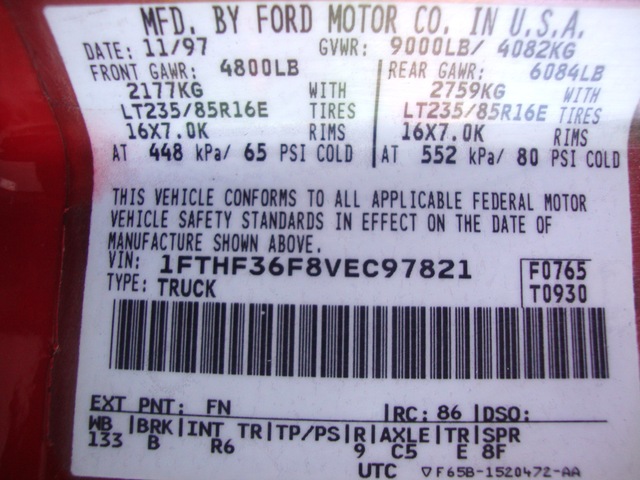 MFD. BY FORD MOTOR CO. IN U.S.A.
DATE: 11/97 GVWR: 9000LB/ 4082KG
FRONT GAWR: 4800LB REAR GAWR: 6084LB
2177KG WITH 2759KG WITH
LT235/85R16E TIRES LT235/85R16E TIRES
16X7.0K RIMS 16X7.0K RIMS
AT 448 kPa/ 65 PSI COLD AT 552 kPa/ 80 PSI COLD
THIS VEHICLE CONFORMS TO ALL APPLICABLE FEDERAL MOTOR
VEHICLE SAFETY STANDARDS IN EFFECT ON THE DATE OF
MANUFACTURE SHOWN ABOVE.
VIN: 1FTHF36F8VEC97821 F0765
TYPE: TRUCK T0930
EXT PNT: FN RC: 86 DSO:
WB BRK INT TR TP/PS R AXLE TR SPR
133 B R6 9 C5 E 8F
UTC F65B-1520472-AA